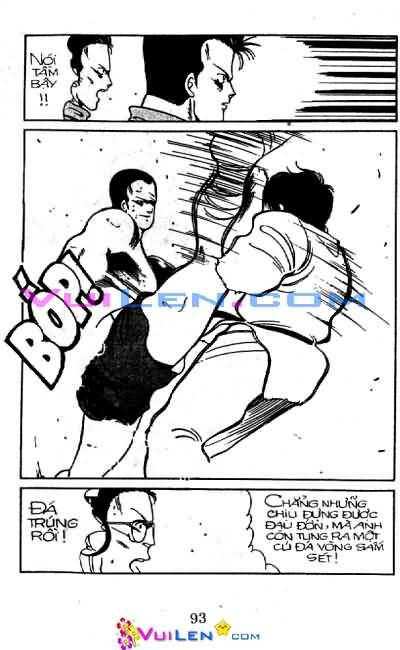 NÓI
TẦM
BẬY
!!
BỐP!
VUILEN.COM
ĐÁ
TRÚNG
RỒI!
CHẲNG NHỮNG
CHỊU ĐỰNG ĐƯỢC
ĐAU ĐỚN, MÀ ANH
CÒN TUNG RA MỘT
CÚ ĐÁ VÒNG SẤM
SÉT!
93
VUILEN.COM